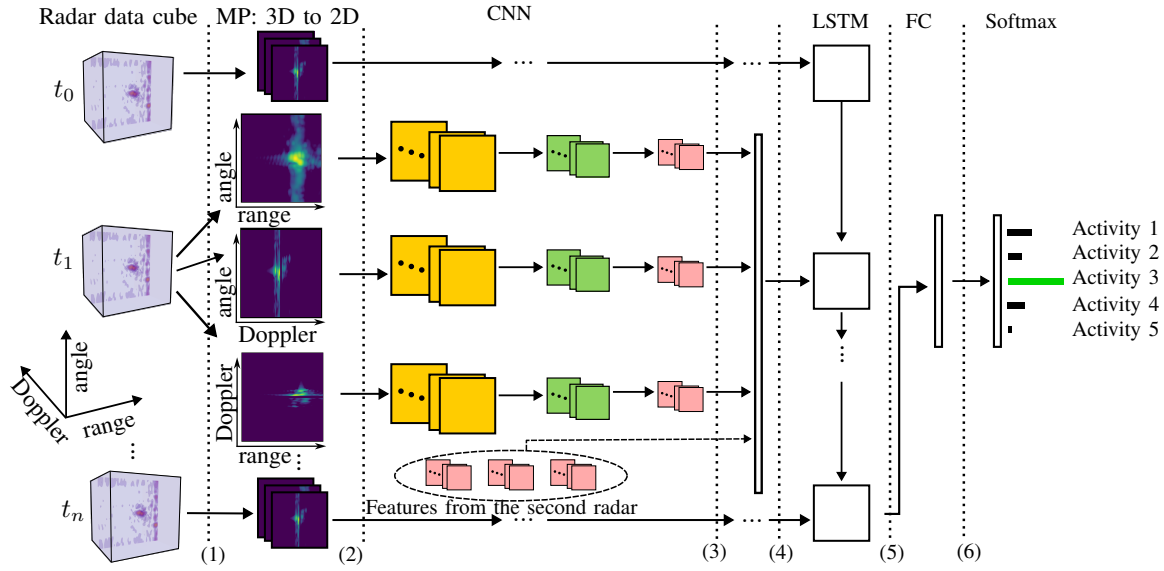 Radar data cube
MP: 3D to 2D
CNN
LSTM
FC
Softmax
t0
...
...
angle
range
t1
angle
Doppler
Activity 1
Activity 2
Activity 3
Activity 4
Activity 5
...
angle
Doppler
range
Doppler
range
...
...
Features from the second radar
tn
...
...
(1)
(2)
(3)
(4)
(5)
(6)